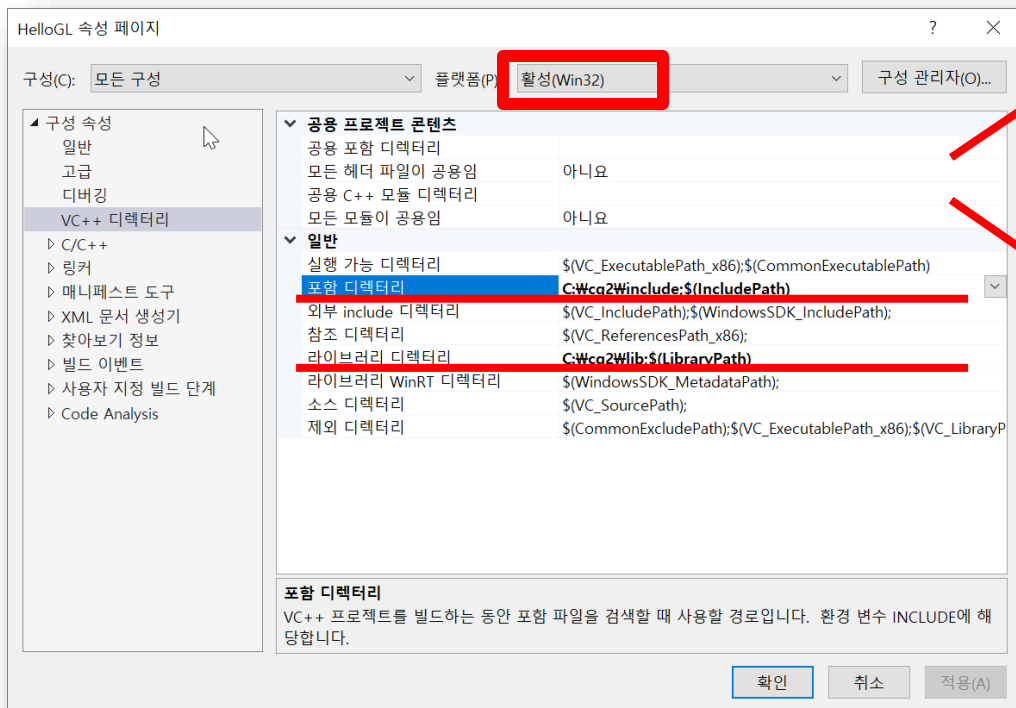 HelloGL 속성 페이지
구성(C): 모든 구성 플랫폼(P) 활성(Win32) 구성 관리자(O)...
구성 속성
일반
고급
디버깅
VC++ 디렉터리
C/C++
링커
매니페스트 도구
XML 문서 생성기
찾아보기 정보
빌드 이벤트
사용자 지정 빌드 단계
Code Analysis
공용 프로젝트 콘텐츠
공용 포함 디렉터리
모든 헤더 파일이 공용임 아니요
공용 C++ 모듈 디렉터리
모든 모듈이 공용임 아니요
일반
실행 가능 디렉터리 $(VC_ExecutablePath_x86);$(CommonExecutablePath)
포함 디렉터리 C:₩cg2₩include;$(IncludePath)
외부 include 디렉터리 $(VC_IncludePath);$(WindowsSDK_IncludePath);
참조 디렉터리 $(VC_ReferencesPath_x86);
라이브러리 디렉터리 C:₩cg2₩lib;$(LibraryPath)
라이브러리 WinRT 디렉터리 $(WindowsSDK_MetadataPath);
소스 디렉터리 $(VC_SourcePath);
제외 디렉터리 $(CommonExcludePath);$(VC_ExecutablePath_x86);$(VC_LibraryP
포함 디렉터리
VC++ 프로젝트를 빌드하는 동안 포함 파일을 검색할 때 사용할 경로입니다. 환경 변수 INCLUDE에 해
당합니다.
확인 취소 적용(A)